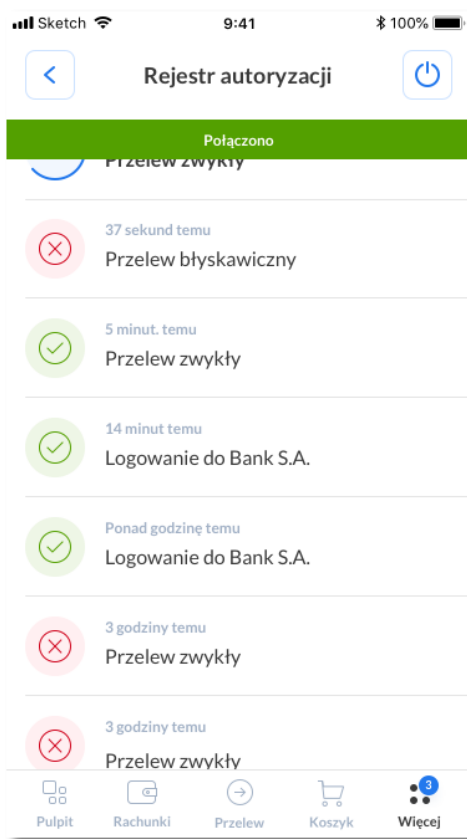 Sketch 9:41 100%
Rejestr autoryzacji
Połączono
Przelew zwykły
37 sekund temu
Przelew błyskawiczny
5 minut. temu
Przelew zwykły
14 minut temu
Logowanie do Bank S.A.
Ponad godzinę temu
Logowanie do Bank S.A.
3 godziny temu
Przelew zwykły
3 godziny temu
Przelew zwykły
3
Pulpit Rachunki Przelew Koszyk Więcej